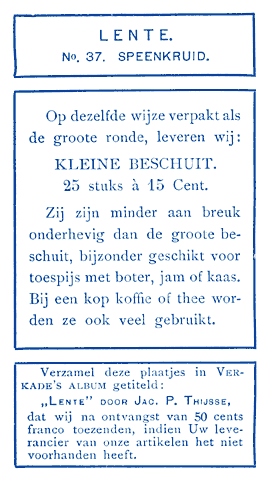 LENTE.
No. 37. SPEENKRUID.
Op dezelfde wijze verpakt als
de groote ronde, leveren wij:
KLEINE BESCHUIT.
25 stuks à 15 Cent.
Zij zijn minder aan breuk
onderhevig dan de groote be-
schuit, bijzonder geschikt voor
toespijs met boter, jam of kaas.
Bij een kop koffie of thee wor-
den ze ook veel gebruikt.
Verzamel deze plaatjes in VER-
KADE'S ALBUM getiteld:
„LENTE" DOOR JAC. P. THIJSSE,
dat wij na ontvangst van 50 cents
franco toezenden, indien Uw leve-
rancier van onze artikelen het niet
voorhanden heeft.